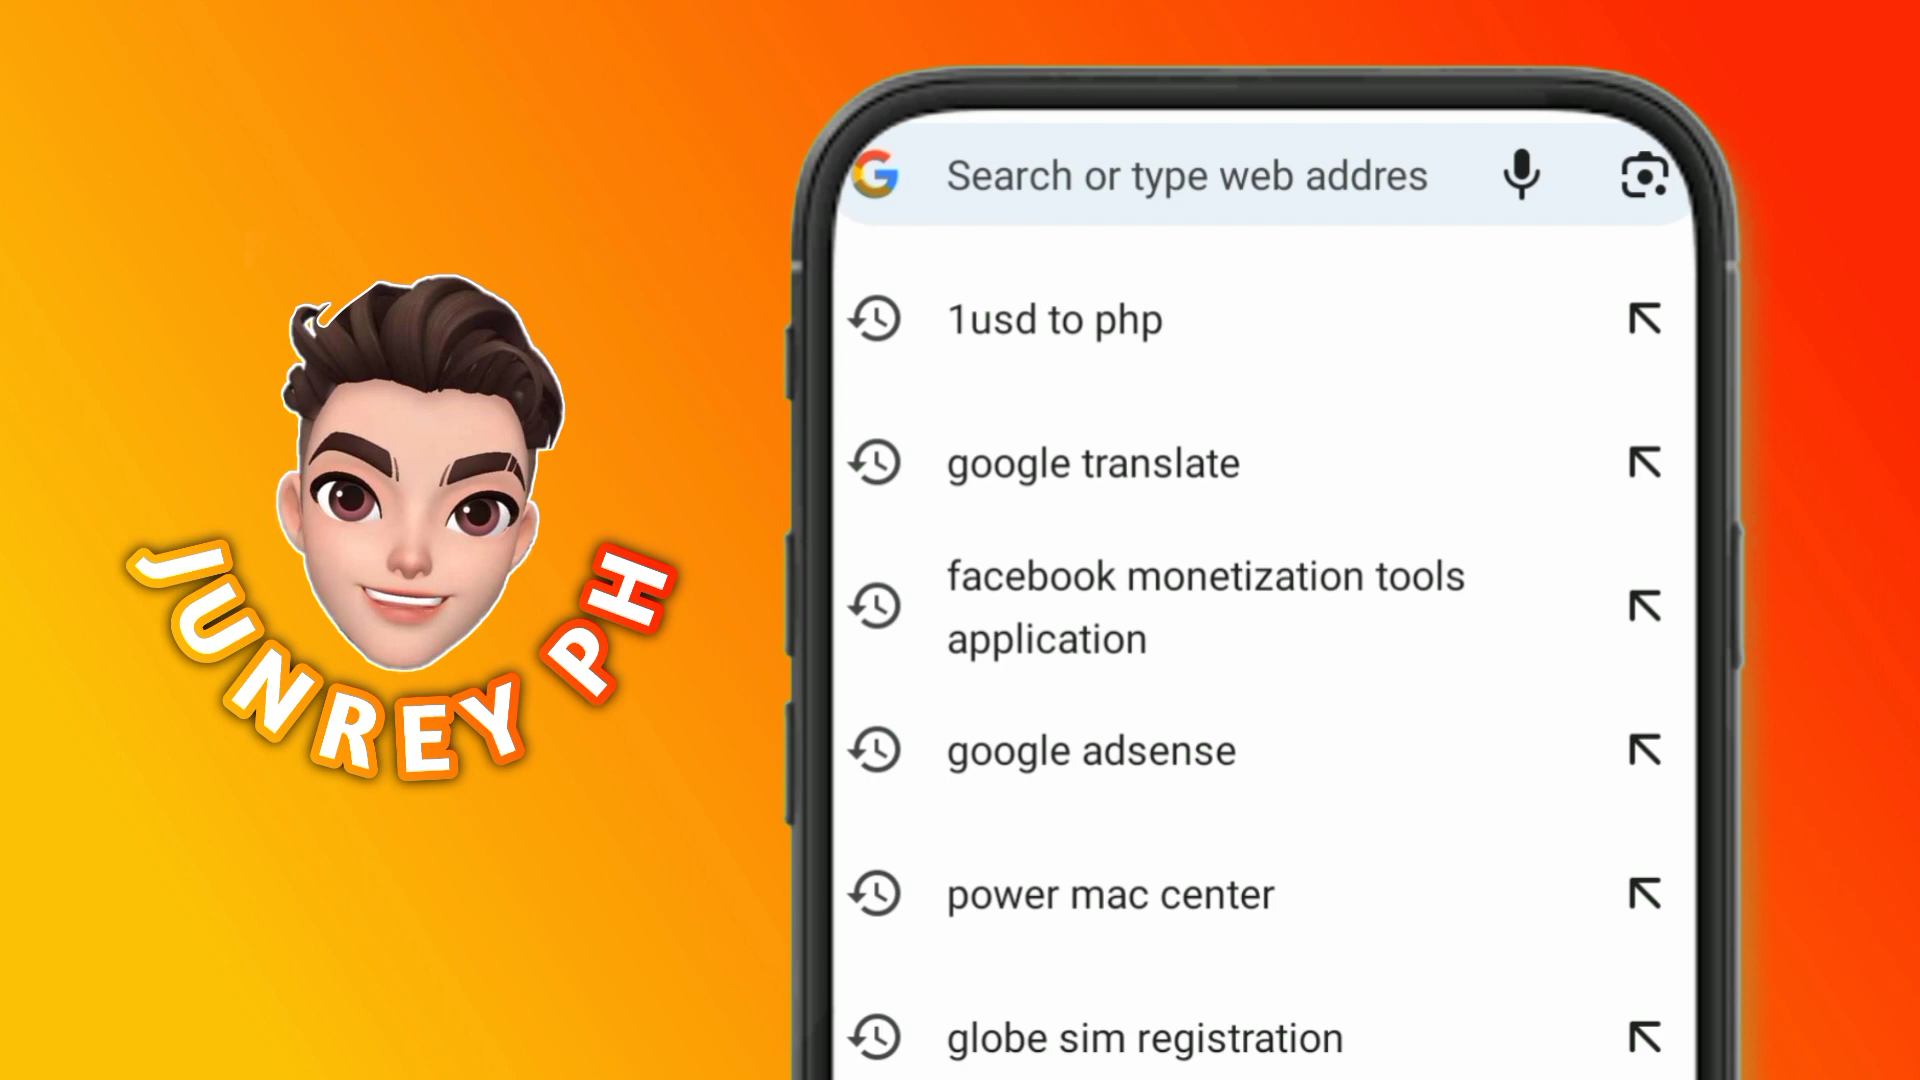 JUNREY PH
Search or type web addres
1usd to php
google translate
facebook monetization tools
application
google adsense
power mac center
globe sim registration